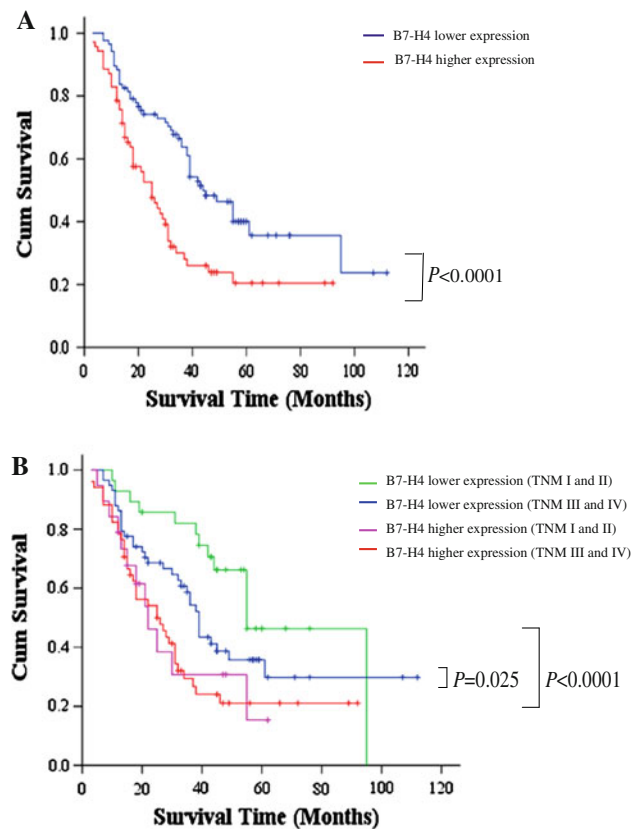 A
B7-H4 lower expression
B7-H4 higher expression
Cum Survival
1.0
0.8
0.6
0.4
0.2
0.0
0 20 40 60 80 100 120
Survival Time (Months)
P<0.0001
B
B7-H4 lower expression (TNM I and II)
B7-H4 lower expression (TNM III and IV)
B7-H4 higher expression (TNM I and II)
B7-H4 higher expression (TNM III and IV)
Cum Survival
1.0
0.8
0.6
0.4
0.2
0.0
0 20 40 60 80 100 120
Survival Time (Months)
P=0.025
P<0.0001